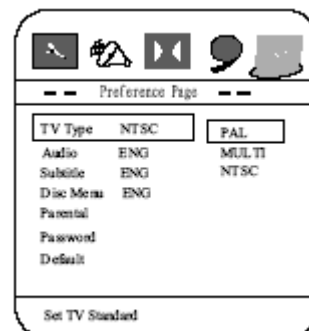 -- Preference Page --
TV Type NTSC PAL
Audio ENG MULTI
Subtitle ENG NTSC
Disc Menu ENG
Parental
Password
Default
Set TV Standard